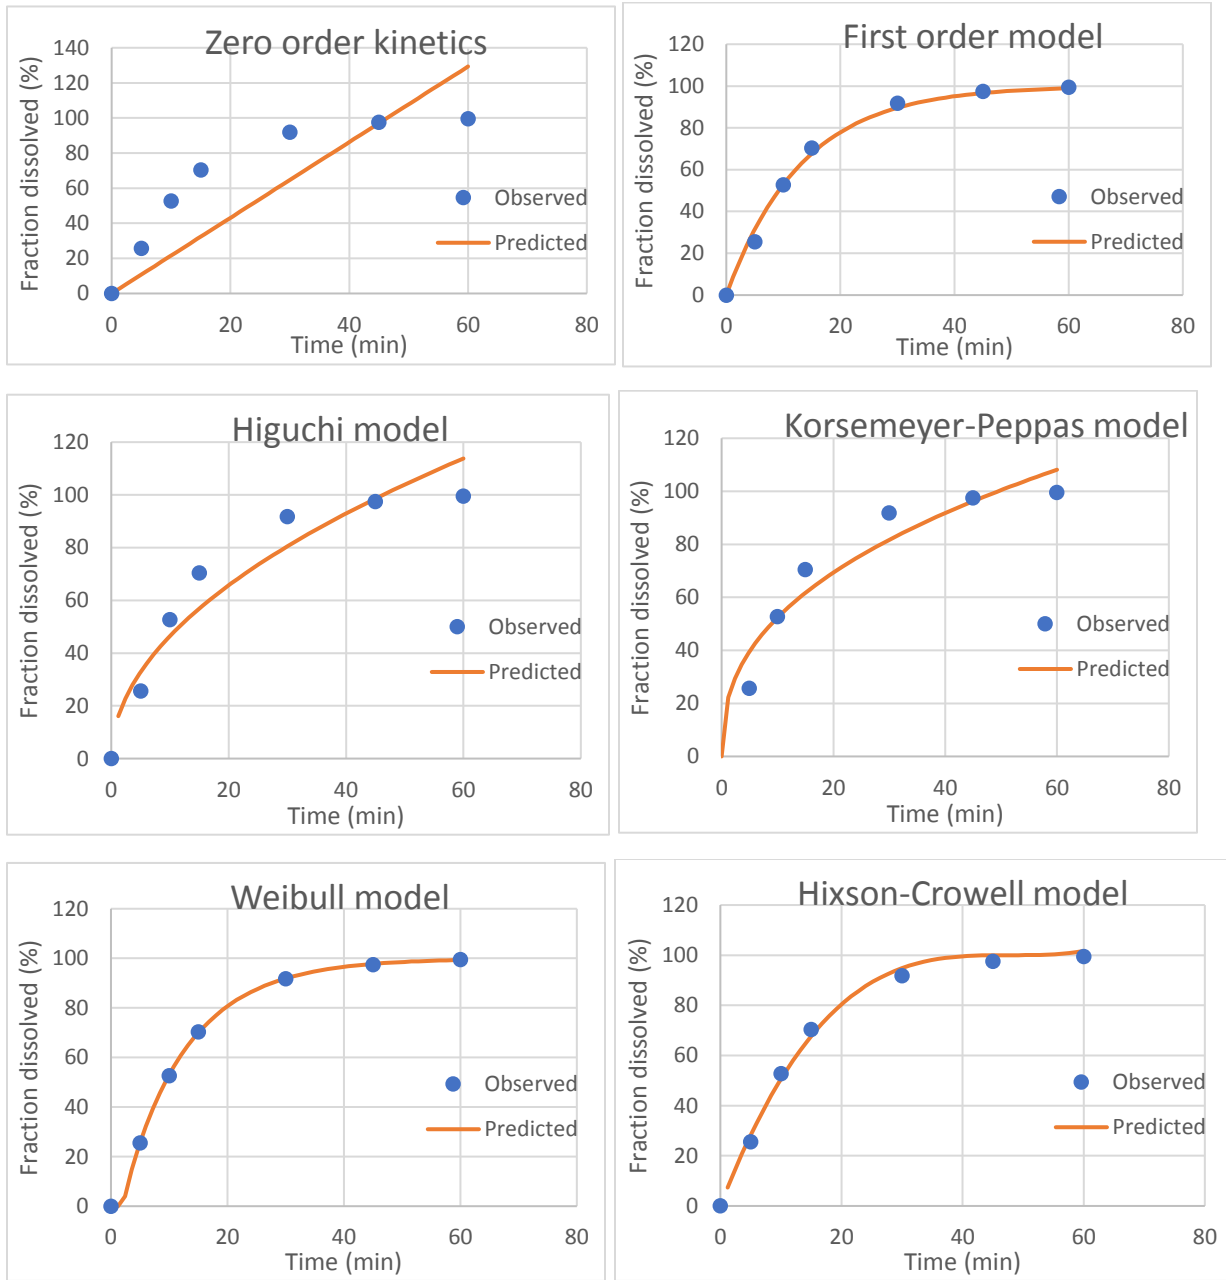 Zero order kinetics
Fraction dissolved (%)
140
120
100
80
60
40
20
0
0 20 40 60 80
Time (min)
Observed
Predicted
First order model
Fraction dissolved (%)
120
100
80
60
40
20
0
0 20 40 60 80
Time (min)
Observed
Predicted
Higuchi model
Fraction dissolved (%)
120
100
80
60
40
20
0
0 20 40 60 80
Time (min)
Observed
Predicted
Korsemeyer-Peppas model
Fraction dissolved (%)
120
100
80
60
40
20
0
0 20 40 60 80
Time (min)
Observed
Predicted
Weibull model
Fraction dissolved (%)
120
100
80
60
40
20
0
0 20 40 60 80
Time (min)
Observed
Predicted
Hixson-Crowell model
Fraction dissolved (%)
120
100
80
60
40
20
0
0 20 40 60 80
Time (min)
Observed
Predicted